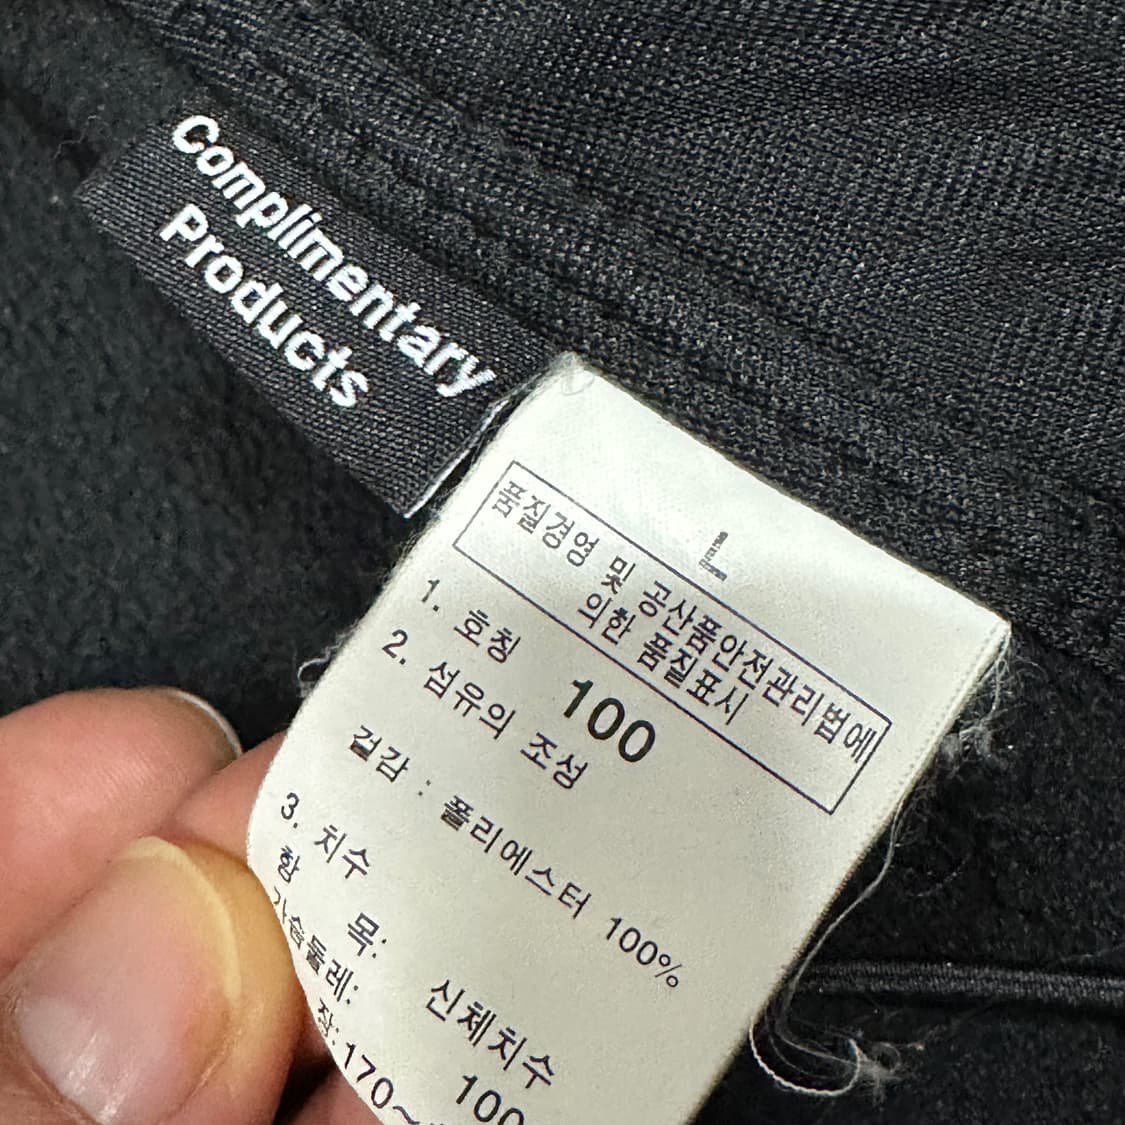 Complimentary
Products
L
품질경영 및 공산품안전관리법에
의한 품질표시
1. 호칭 100
2. 섬유의 조성
겉감 : 폴리에스터 100%
3. 치수
항 목: 신체치수
가슴둘레: 100
장: 170~